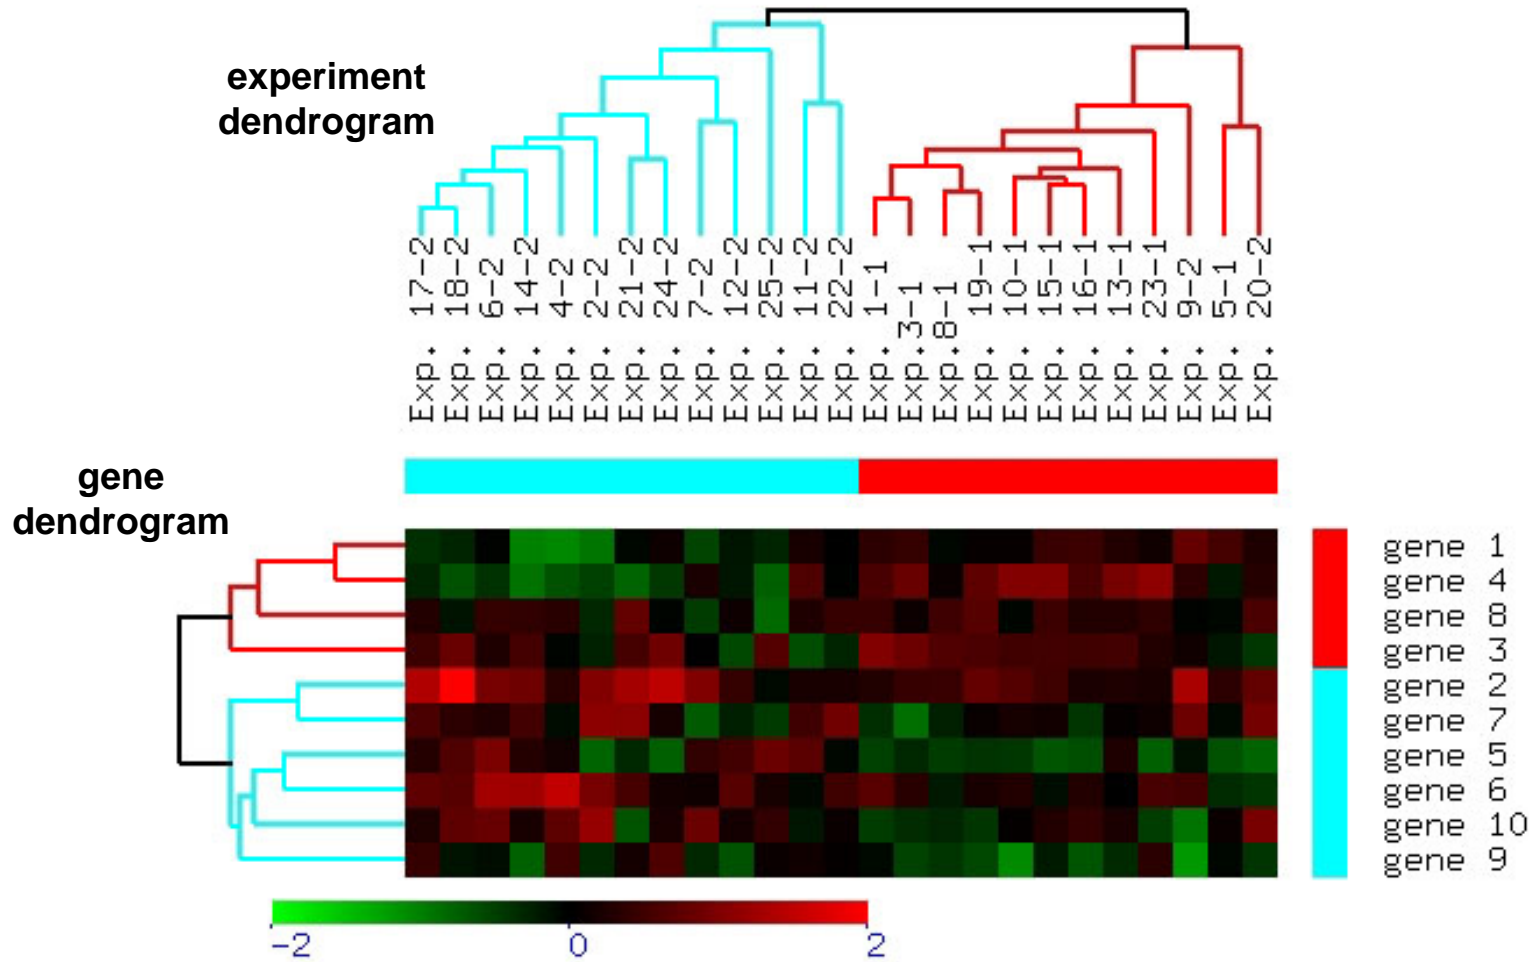 experiment
dendrogram
Exp. 17-2
Exp. 18-2
Exp. 6-2
Exp. 14-2
Exp. 4-2
Exp. 2-2
Exp. 21-2
Exp. 24-2
Exp. 7-2
Exp. 12-2
Exp. 25-2
Exp. 11-2
Exp. 22-2
Exp. 1-1
Exp. 3-1
Exp. 8-1
Exp. 19-1
Exp. 10-1
Exp. 15-1
Exp. 16-1
Exp. 13-1
Exp. 23-1
Exp. 9-2
Exp. 5-1
Exp. 20-2
gene
dendrogram
gene 1
gene 4
gene 8
gene 3
gene 2
gene 7
gene 5
gene 6
gene 10
gene 9
-2 0 2